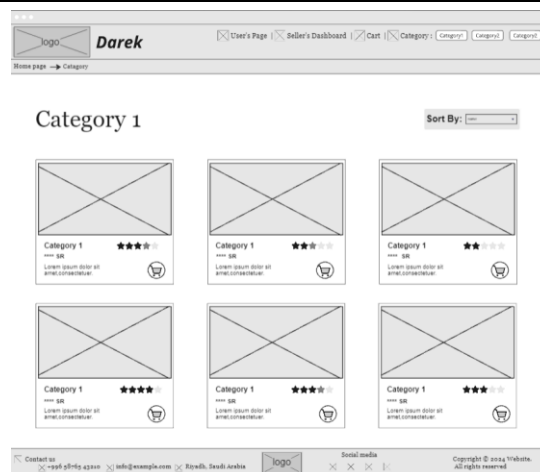 logo
Darek
User's Page | Seller's Dashboard | Cart | Category: Category1 Category2 Category2
Home page → Category
Category 1
Sort By: ----
Category 1
**** SR
Lorem ipsum dolor sit
amet,consectetuer.
Category 1
**** SR
Lorem ipsum dolor sit
amet,consectetuer.
Category 1
**** SR
Lorem ipsum dolor sit
amet,consectetuer.
Category 1
**** SR
Lorem ipsum dolor sit
amet,consectetuer.
Category 1
**** SR
Lorem ipsum dolor sit
amet,consectetuer.
Category 1
**** SR
Lorem ipsum dolor sit
amet,consectetuer.
Contact us
+996 58765 43210 info@example.com Riyadh, Saudi Arabia
logo
Social media
Copyright © 2024 Website.
All rights reserved